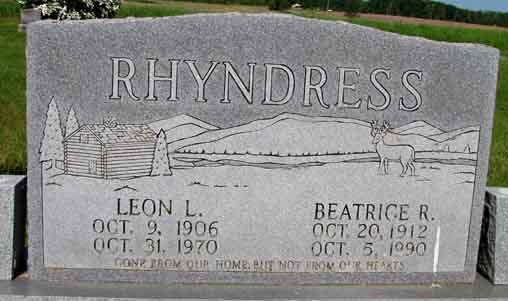 RHYNDRESS
LEON L.
OCT. 9, 1906
OCT. 31, 1970
BEATRICE R.
OCT. 20, 1912
OCT. 5, 1990
GONE FROM OUR HOME, BUT NOT FROM OUR HEARTS